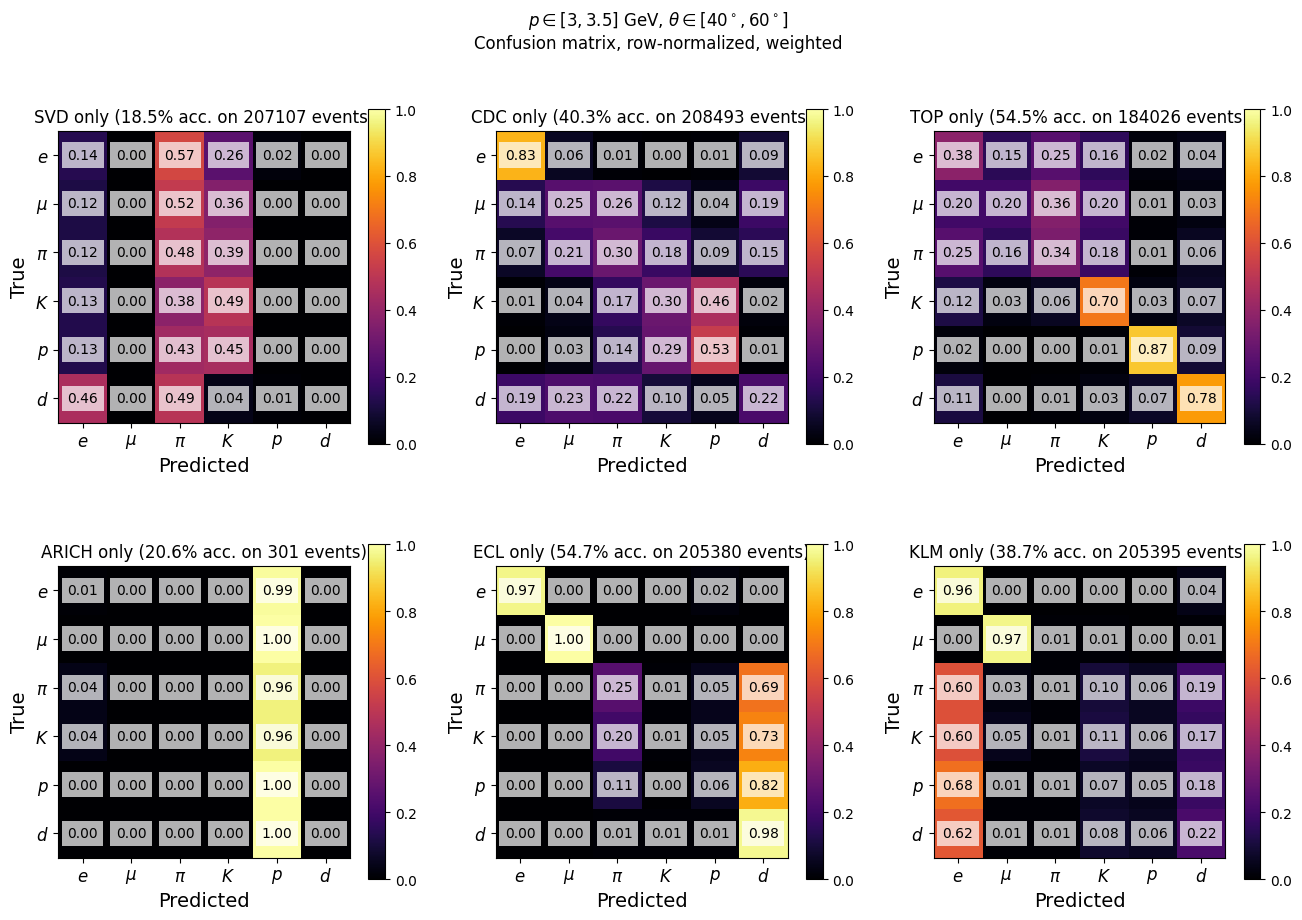 p ∈ [3, 3.5] GeV, θ ∈ [40°, 60°]
Confusion matrix, row-normalized, weighted
SVD only (18.5% acc. on 207107 events
e 0.14 0.00 0.57 0.26 0.02 0.00
μ 0.12 0.00 0.52 0.36 0.00 0.00
π 0.12 0.00 0.48 0.39 0.00 0.00
K 0.13 0.00 0.38 0.49 0.00 0.00
p 0.13 0.00 0.43 0.45 0.00 0.00
d 0.46 0.00 0.49 0.04 0.01 0.00
e μ π K p d
Predicted
True
1.0
0.8
0.6
0.4
0.2
0.0
CDC only (40.3% acc. on 208493 events
e 0.83 0.06 0.01 0.00 0.01 0.09
μ 0.14 0.25 0.26 0.12 0.04 0.19
π 0.07 0.21 0.30 0.18 0.09 0.15
K 0.01 0.04 0.17 0.30 0.46 0.02
p 0.00 0.03 0.14 0.29 0.53 0.01
d 0.19 0.23 0.22 0.10 0.05 0.22
e μ π K p d
Predicted
True
1.0
0.8
0.6
0.4
0.2
0.0
TOP only (54.5% acc. on 184026 events
e 0.38 0.15 0.25 0.16 0.02 0.04
μ 0.20 0.20 0.36 0.20 0.01 0.03
π 0.25 0.16 0.34 0.18 0.01 0.06
K 0.12 0.03 0.06 0.70 0.03 0.07
p 0.02 0.00 0.00 0.01 0.87 0.09
d 0.11 0.00 0.01 0.03 0.07 0.78
e μ π K p d
Predicted
True
1.0
0.8
0.6
0.4
0.2
0.0
ARICH only (20.6% acc. on 301 events)
e 0.01 0.00 0.00 0.00 0.99 0.00
μ 0.00 0.00 0.00 0.00 1.00 0.00
π 0.04 0.00 0.00 0.00 0.96 0.00
K 0.04 0.00 0.00 0.00 0.96 0.00
p 0.00 0.00 0.00 0.00 1.00 0.00
d 0.00 0.00 0.00 0.00 1.00 0.00
e μ π K p d
Predicted
True
1.0
0.8
0.6
0.4
0.2
0.0
ECL only (54.7% acc. on 205380 events)
e 0.97 0.00 0.00 0.00 0.02 0.00
μ 0.00 1.00 0.00 0.00 0.00 0.00
π 0.00 0.00 0.25 0.01 0.05 0.69
K 0.00 0.00 0.20 0.01 0.05 0.73
p 0.00 0.00 0.11 0.00 0.06 0.82
d 0.00 0.00 0.01 0.01 0.01 0.98
e μ π K p d
Predicted
True
1.0
0.8
0.6
0.4
0.2
0.0
KLM only (38.7% acc. on 205395 events
e 0.96 0.00 0.00 0.00 0.00 0.04
μ 0.00 0.97 0.01 0.01 0.00 0.01
π 0.60 0.03 0.01 0.10 0.06 0.19
K 0.60 0.05 0.01 0.11 0.06 0.17
p 0.68 0.01 0.01 0.07 0.05 0.18
d 0.62 0.01 0.01 0.08 0.06 0.22
e μ π K p d
Predicted
True
1.0
0.8
0.6
0.4
0.2
0.0